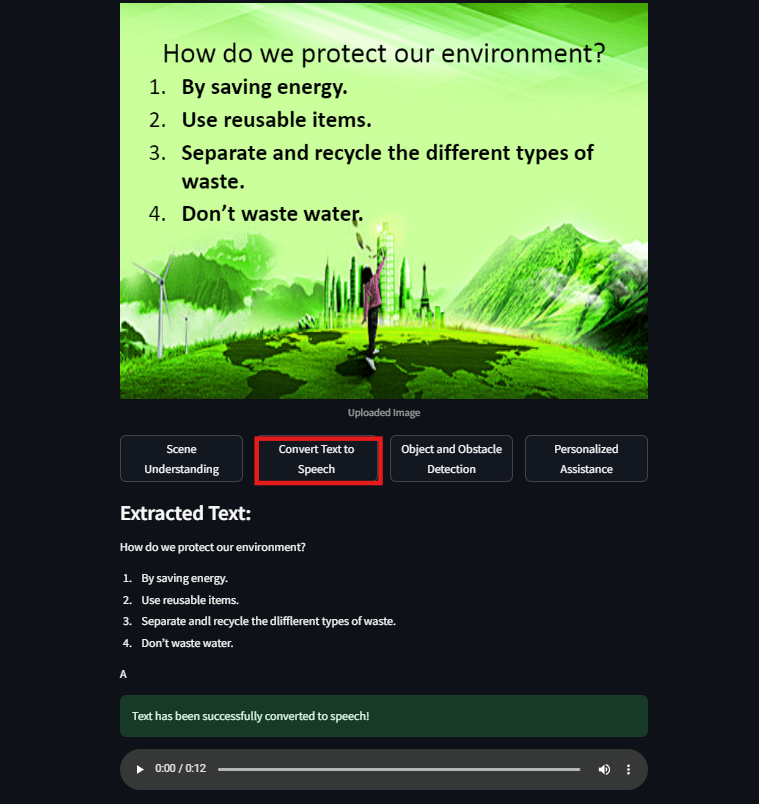 How do we protect our environment?
1. By saving energy.
2. Use reusable items.
3. Separate and recycle the different types of
waste.
4. Don’t waste water.
Uploaded Image
Scene
Understanding
Convert Text to
Speech
Object and Obstacle
Detection
Personalized
Assistance
Extracted Text:
How do we protect our environment?
1. By saving energy.
2. Use reusable items.
3. Separate andl recycle the dliflerent types of waste.
4. Don’t waste water.
A
Text has been successfully converted to speech!
0:00 / 0:12